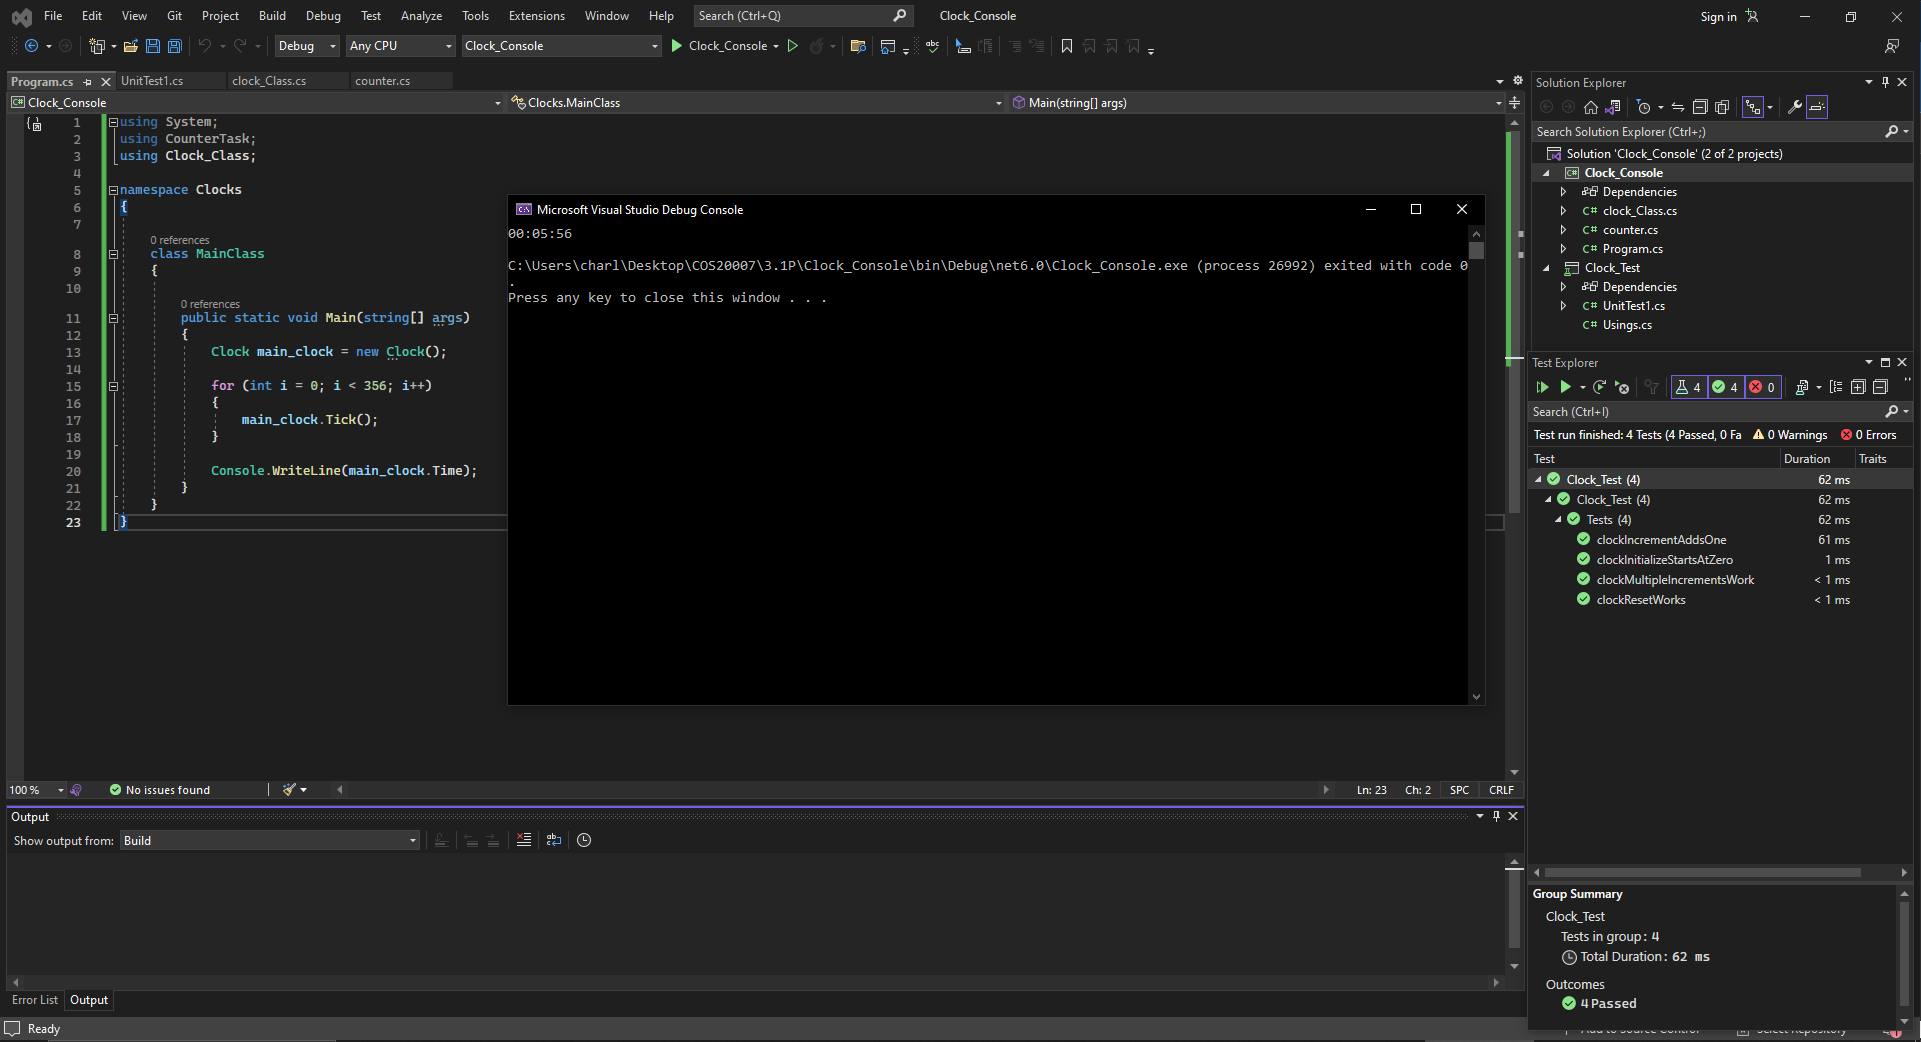 File Edit View Git Project Build Debug Test Analyze Tools Extensions Window Help Search (Ctrl+Q) Clock_Console Sign in
Debug Any CPU Clock_Console Clock_Console
Program.cs UnitTest1.cs clock_Class.cs counter.cs
Clock_Console Clocks.MainClass Main(string[] args)
1 using System;
2 using CounterTask;
3 using Clock_Class;
4
5 namespace Clocks
6 {
7
0 references
8 class MainClass
9 {
10
0 references
11 public static void Main(string[] args)
12 {
13 Clock main_clock = new Clock();
14
15 for (int i = 0; i < 356; i++)
16 {
17 main_clock.Tick();
18 }
19
20 Console.WriteLine(main_clock.Time);
21 }
22 }
23 }
Microsoft Visual Studio Debug Console
00:05:56
C:\Users\charl\Desktop\COS20007\3.1P\Clock_Console\bin\Debug\net6.0\Clock_Console.exe (process 26992) exited with code 0
.
Press any key to close this window . . .
100 % No issues found Ln: 23 Ch: 2 SPC CRLF
Output
Show output from: Build
Error List Output
Ready
Solution Explorer
Search Solution Explorer (Ctrl+;)
Solution 'Clock_Console' (2 of 2 projects)
Clock_Console
Dependencies
C# clock_Class.cs
C# counter.cs
C# Program.cs
Clock_Test
Dependencies
C# UnitTest1.cs
C# Usings.cs
Test Explorer
4 4 0
Search (Ctrl+I)
Test run finished: 4 Tests (4 Passed, 0 Fa 0 Warnings 0 Errors
Test Duration Traits
Clock_Test (4) 62 ms
Clock_Test (4) 62 ms
Tests (4) 62 ms
clockIncrementAddsOne 61 ms
clockInitializeStartsAtZero 1 ms
clockMultipleIncrementsWork < 1 ms
clockResetWorks < 1 ms
Group Summary
Clock_Test
Tests in group: 4
Total Duration: 62 ms
Outcomes
4 Passed
Add to Source Control Select Repository